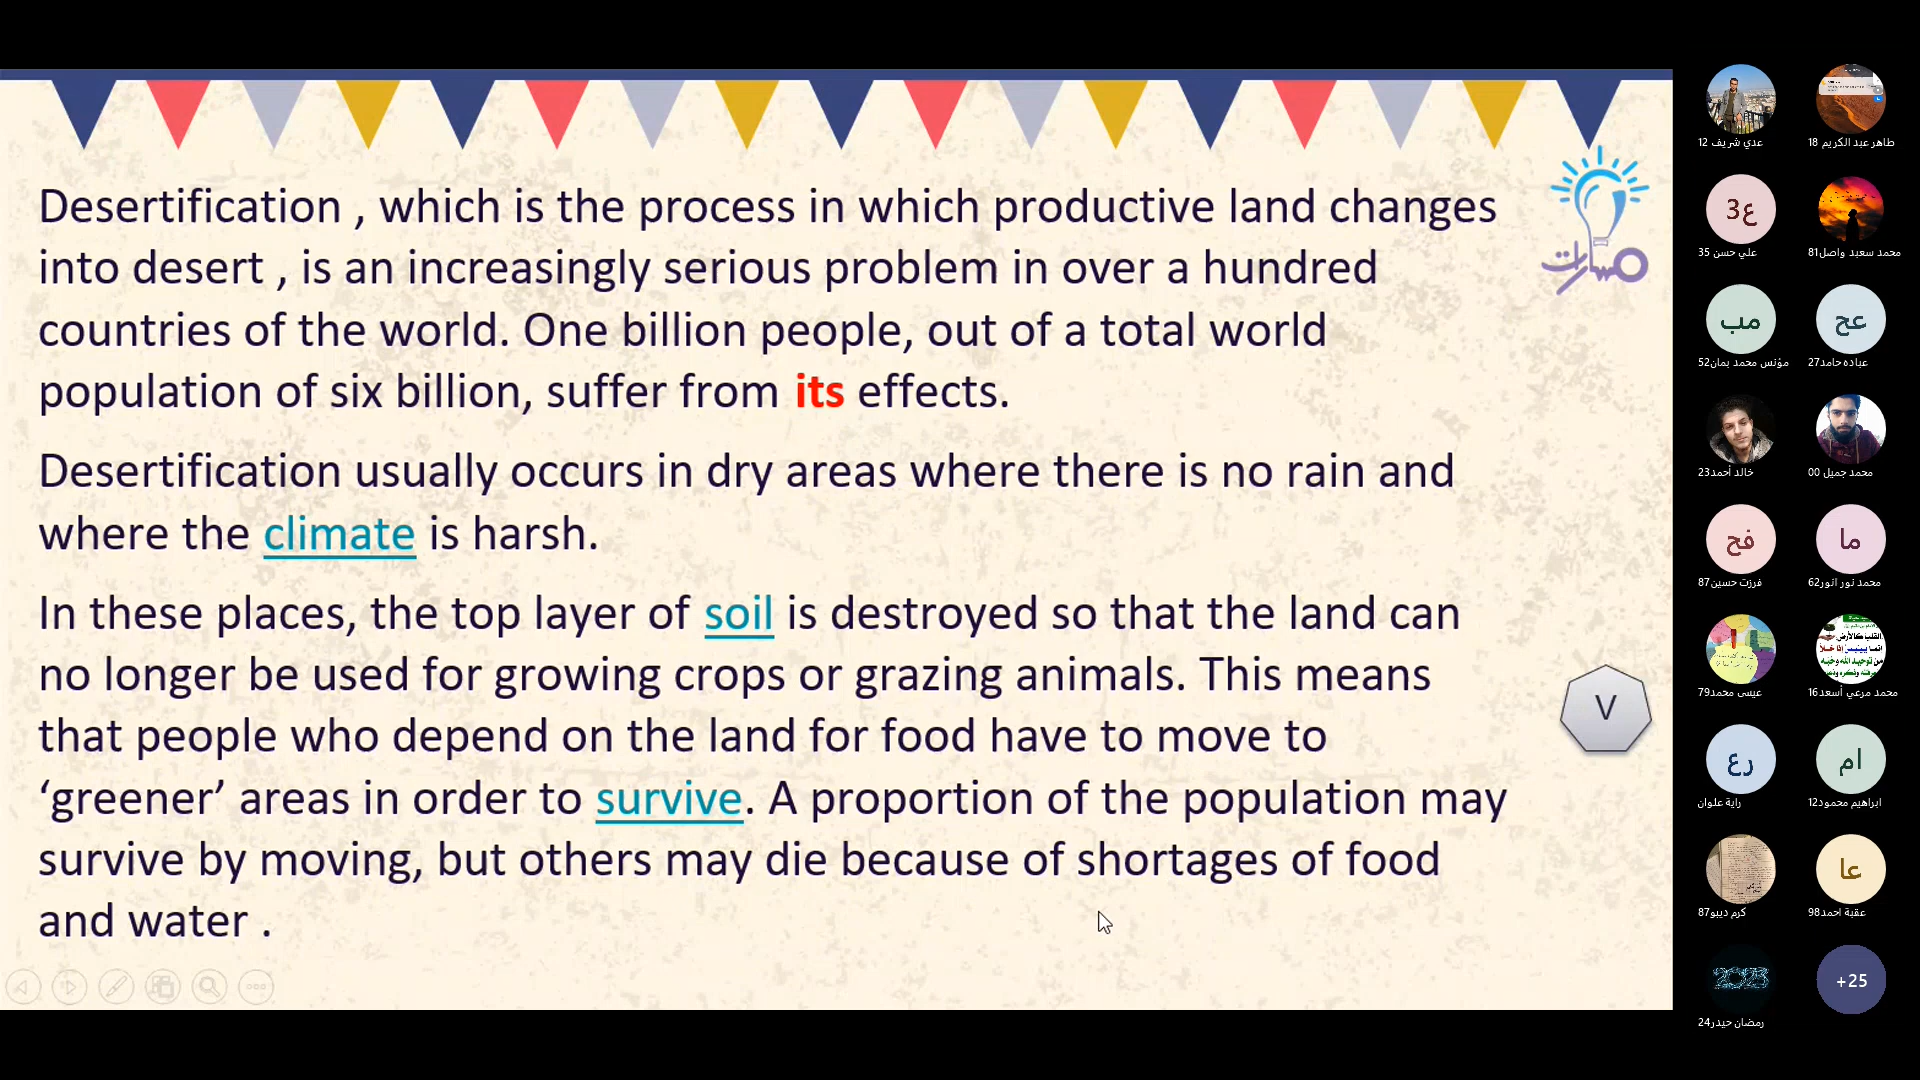 Desertification , which is the process in which productive land changes
into desert , is an increasingly serious problem in over a hundred
countries of the world. One billion people, out of a total world
population of six billion, suffer from its effects.
Desertification usually occurs in dry areas where there is no rain and
where the climate is harsh.
In these places, the top layer of soil is destroyed so that the land can
no longer be used for growing crops or grazing animals. This means
that people who depend on the land for food have to move to
‘greener’ areas in order to survive. A proportion of the population may
survive by moving, but others may die because of shortages of food
and water .
مسارات
V
عدي شريف 12
طاهر عبد الكريم 18
ع3
علي حسن 35
محمد سعيد واصل81
مب
عح
مؤنس محمد يمان52
عباده حامد27
خالد أحمد23
محمد جميل 00
فح
ما
فرزت حسين87
محمد نور انور62
عيسى محمد79
محمد مرعي أسعد16
رع
ام
راية علوان
ابراهيم محمود12
عا
كرم ديبو87
عقبة احمد98
+25
رمضان حيدر24